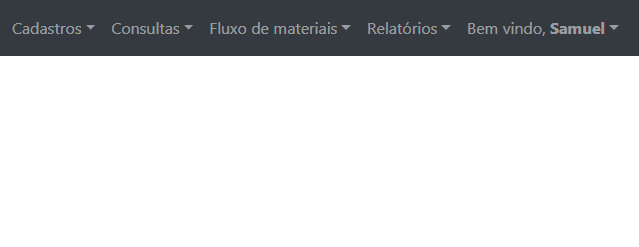 Cadastros Consultas Fluxo de materiais Relatórios Bem vindo, Samuel